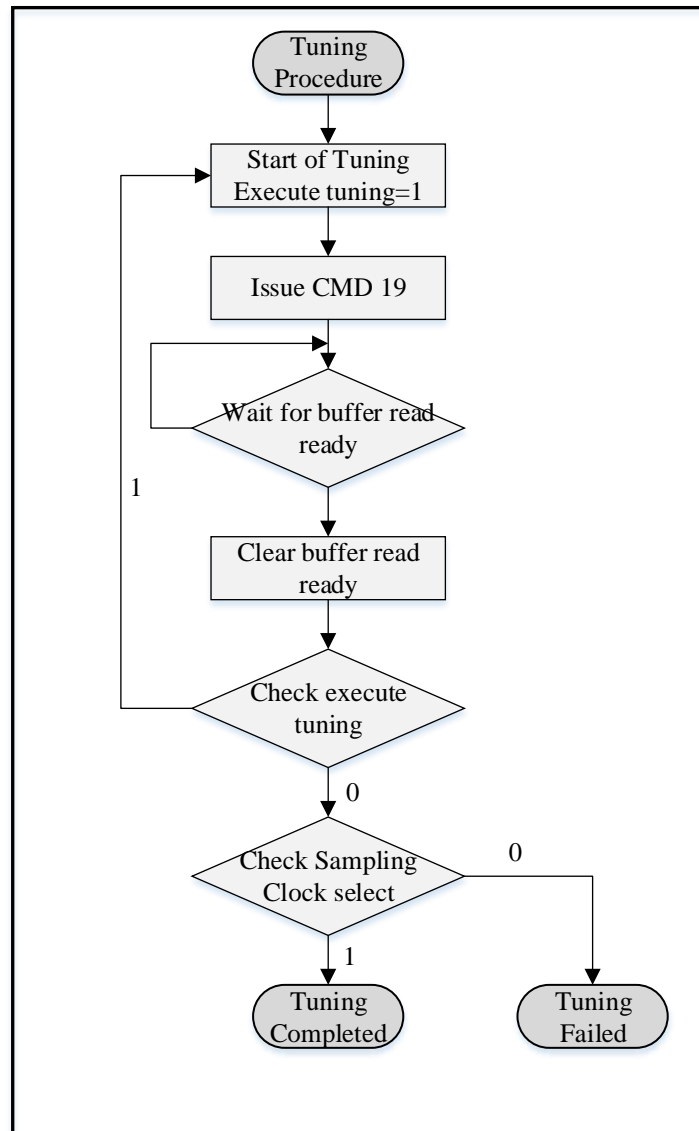 Tuning
Procedure
Start of Tuning
Execute tuning=1
Issue CMD 19
Wait for buffer read
ready
1
Clear buffer read
ready
Check execute
tuning
0
Check Sampling
Clock select
0
1
Tuning
Completed
Tuning
Failed